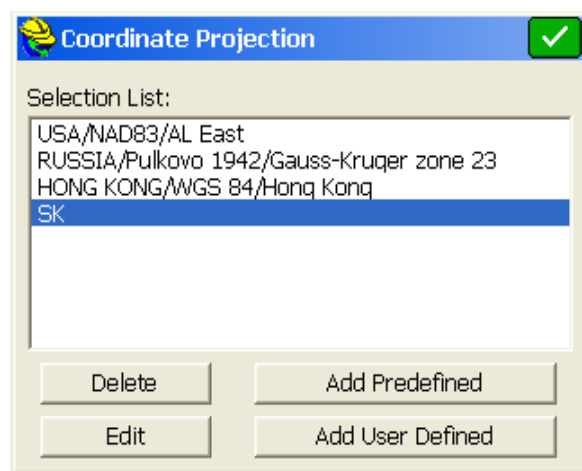 Coordinate Projection
Selection List:
USA/NAD83/AL East
RUSSIA/Pulkovo 1942/Gauss-Kruger zone 23
HONG KONG/WGS 84/Hong Kong
SK
Delete
Add Predefined
Edit
Add User Defined